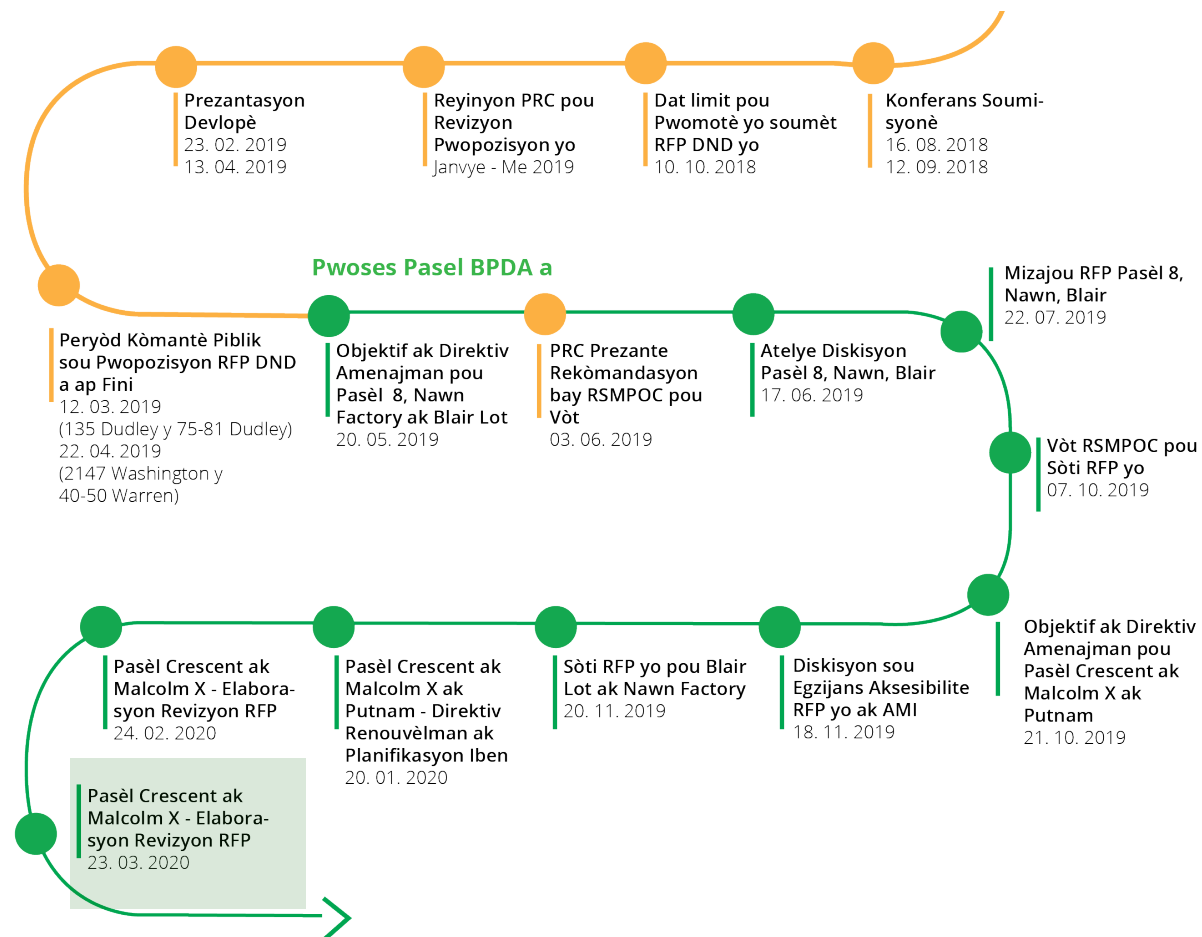 Prezantasyon
Devlopè
23. 02. 2019
13. 04. 2019
Reyinyon PRC pou
Revizyon
Pwopozisyon yo
Janvye - Me 2019
Dat limit pou
Pwomotè yo soumèt
RFP DND yo
10. 10. 2018
Konferans Soumi-
syonè
16. 08. 2018
12. 09. 2018
Pwoses Pasel BPDA a
Peryòd Kòmantè Piblik
sou Pwopozisyon RFP DND
a ap Fini
12. 03. 2019
(135 Dudley y 75-81 Dudley)
22. 04. 2019
(2147 Washington y
40-50 Warren)
Objektif ak Direktiv
Amenajman pou
Pasèl 8, Nawn
Factory ak Blair Lot
20. 05. 2019
PRC Prezante
Rekòmandasyon
bay RSMPOC pou
Vòt
03. 06. 2019
Atelye Diskisyon
Pasèl 8, Nawn, Blair
17. 06. 2019
Mizajou RFP Pasèl 8,
Nawn, Blair
22. 07. 2019
Vòt RSMPOC pou
Sòti RFP yo
07. 10. 2019
Objektif ak Direktiv
Amenajman pou
Pasèl Crescent ak
Malcolm X ak
Putnam
21. 10. 2019
Diskisyon sou
Egzijans Aksesibilite
RFP yo ak AMI
18. 11. 2019
Sòti RFP yo pou Blair
Lot ak Nawn Factory
20. 11. 2019
Pasèl Crescent ak
Malcolm X ak
Putnam - Direktiv
Renouvèlman ak
Planifikasyon Iben
20. 01. 2020
Pasèl Crescent ak
Malcolm X - Elabora-
syon Revizyon RFP
24. 02. 2020
Pasèl Crescent ak
Malcolm X - Elabora-
syon Revizyon RFP
23. 03. 2020